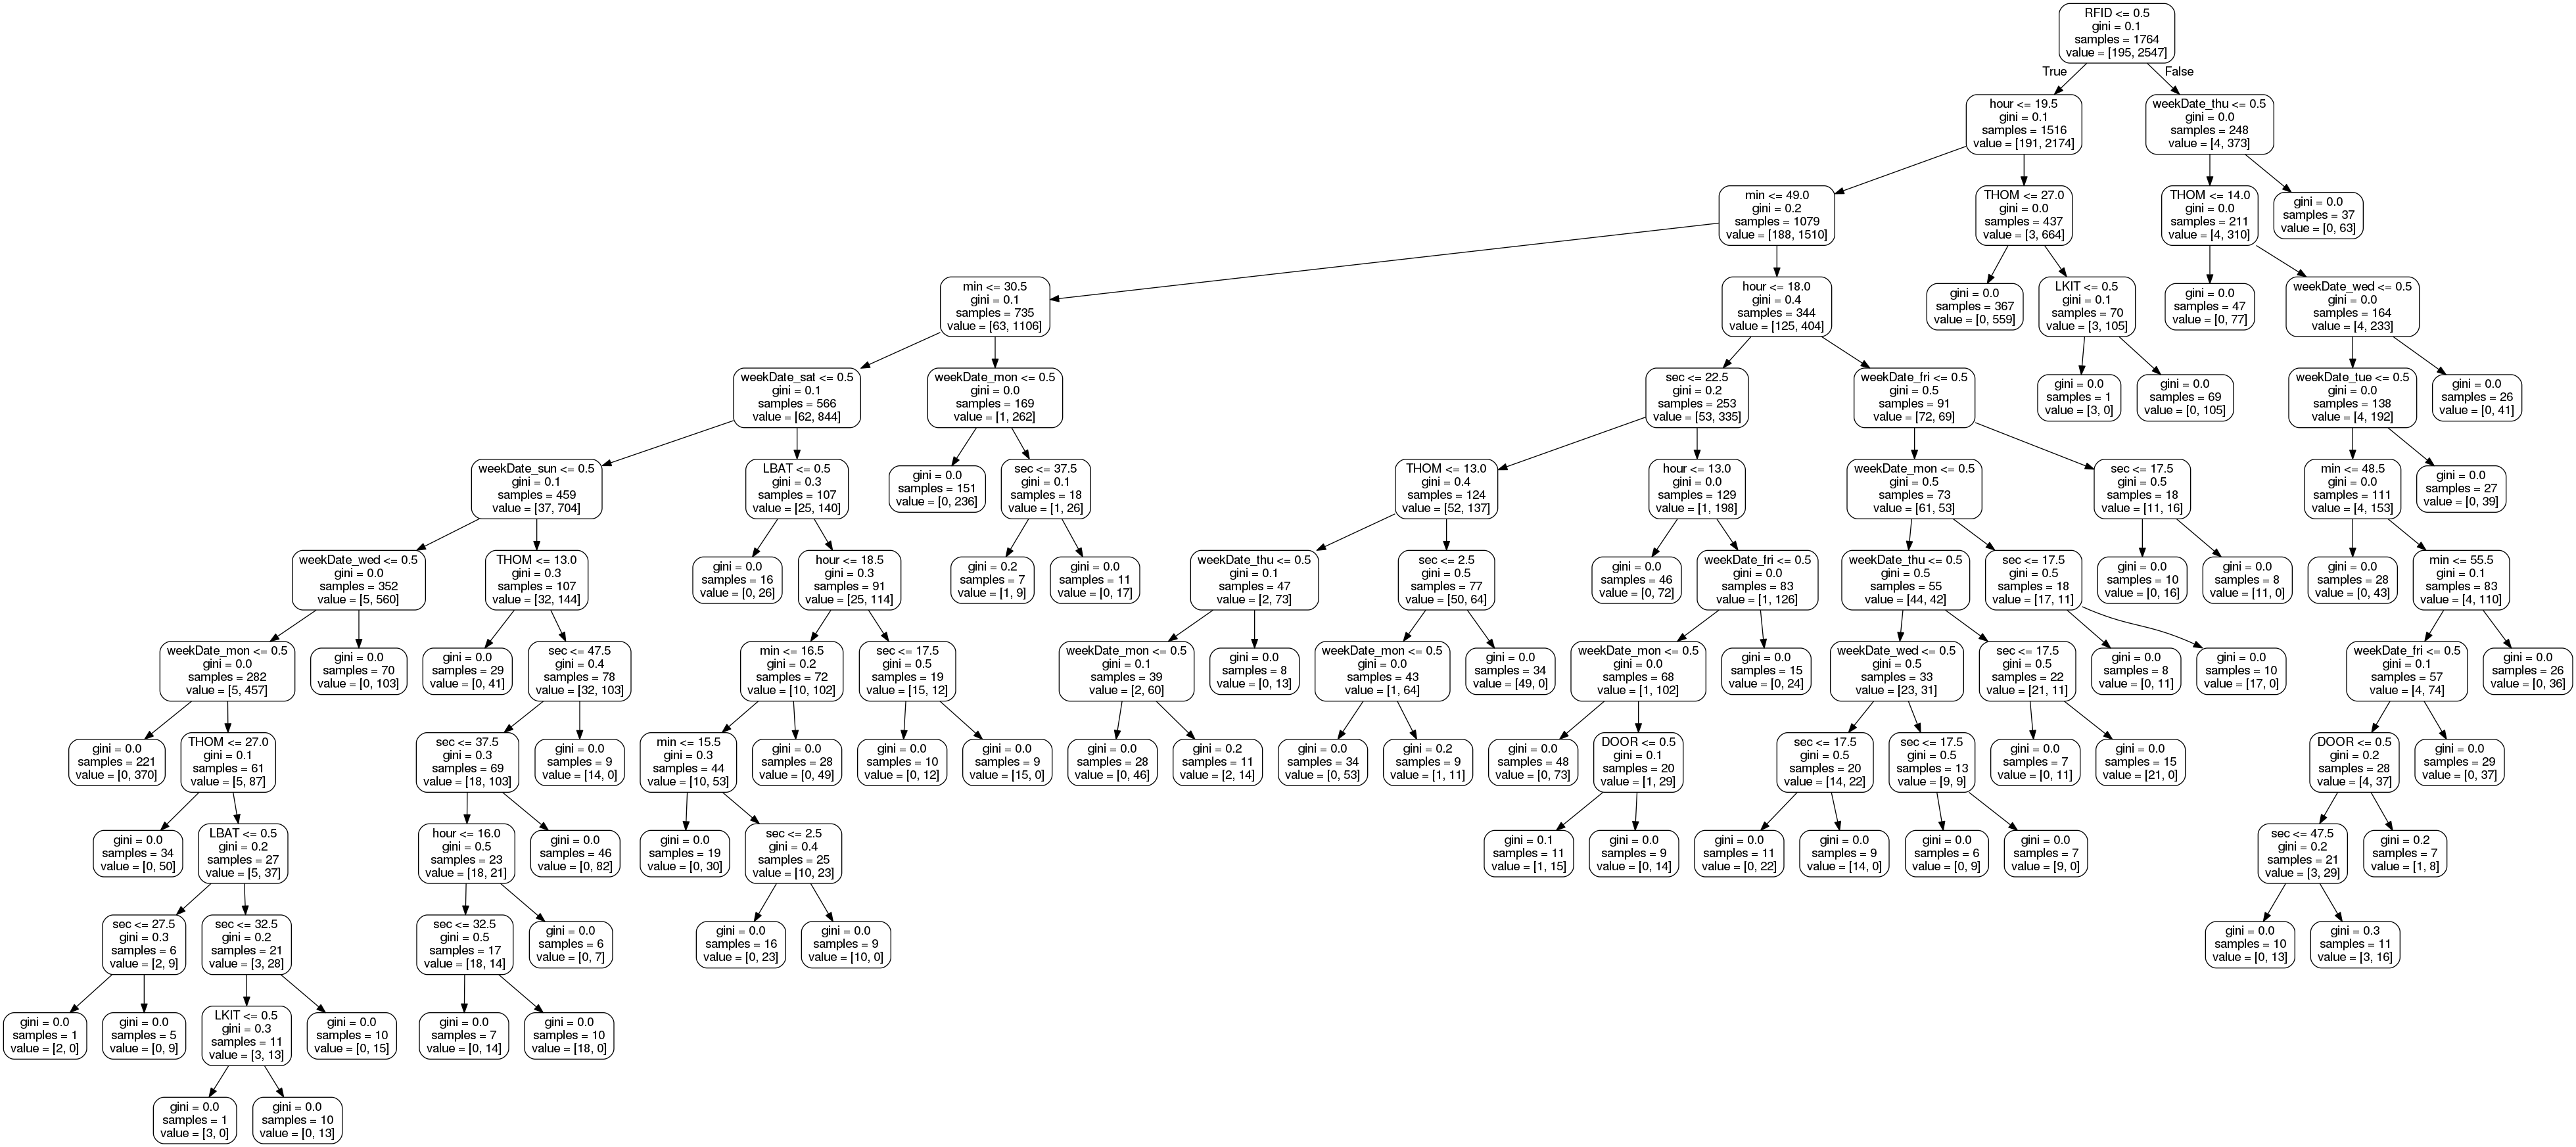 RFID <= 0.5
gini = 0.1
samples = 1764
value = [195, 2547]
True
False
hour <= 19.5
gini = 0.1
samples = 1516
value = [191, 2174]
weekDate_thu <= 0.5
gini = 0.0
samples = 248
value = [4, 373]
min <= 49.0
gini = 0.2
samples = 1079
value = [188, 1510]
THOM <= 27.0
gini = 0.0
samples = 437
value = [3, 664]
THOM <= 14.0
gini = 0.0
samples = 211
value = [4, 310]
gini = 0.0
samples = 37
value = [0, 63]
min <= 30.5
gini = 0.1
samples = 735
value = [63, 1106]
hour <= 18.0
gini = 0.4
samples = 344
value = [125, 404]
gini = 0.0
samples = 367
value = [0, 559]
LKIT <= 0.5
gini = 0.1
samples = 70
value = [3, 105]
gini = 0.0
samples = 47
value = [0, 77]
weekDate_wed <= 0.5
gini = 0.0
samples = 164
value = [4, 233]
weekDate_sat <= 0.5
gini = 0.1
samples = 566
value = [62, 844]
weekDate_mon <= 0.5
gini = 0.0
samples = 169
value = [1, 262]
sec <= 22.5
gini = 0.2
samples = 253
value = [53, 335]
weekDate_fri <= 0.5
gini = 0.5
samples = 91
value = [72, 69]
gini = 0.0
samples = 1
value = [3, 0]
gini = 0.0
samples = 69
value = [0, 105]
weekDate_tue <= 0.5
gini = 0.0
samples = 138
value = [4, 192]
gini = 0.0
samples = 26
value = [0, 41]
weekDate_sun <= 0.5
gini = 0.1
samples = 459
value = [37, 704]
LBAT <= 0.5
gini = 0.3
samples = 107
value = [25, 140]
gini = 0.0
samples = 151
value = [0, 236]
sec <= 37.5
gini = 0.1
samples = 18
value = [1, 26]
THOM <= 13.0
gini = 0.4
samples = 124
value = [52, 137]
hour <= 13.0
gini = 0.0
samples = 129
value = [1, 198]
weekDate_mon <= 0.5
gini = 0.5
samples = 73
value = [61, 53]
sec <= 17.5
gini = 0.5
samples = 18
value = [11, 16]
min <= 48.5
gini = 0.0
samples = 111
value = [4, 153]
gini = 0.0
samples = 27
value = [0, 39]
weekDate_wed <= 0.5
gini = 0.0
samples = 352
value = [5, 560]
THOM <= 13.0
gini = 0.3
samples = 107
value = [32, 144]
gini = 0.0
samples = 16
value = [0, 26]
hour <= 18.5
gini = 0.3
samples = 91
value = [25, 114]
gini = 0.2
samples = 7
value = [1, 9]
gini = 0.0
samples = 11
value = [0, 17]
weekDate_thu <= 0.5
gini = 0.1
samples = 47
value = [2, 73]
sec <= 2.5
gini = 0.5
samples = 77
value = [50, 64]
gini = 0.0
samples = 46
value = [0, 72]
weekDate_fri <= 0.5
gini = 0.0
samples = 83
value = [1, 126]
weekDate_thu <= 0.5
gini = 0.5
samples = 55
value = [44, 42]
sec <= 17.5
gini = 0.5
samples = 18
value = [17, 11]
gini = 0.0
samples = 10
value = [0, 16]
gini = 0.0
samples = 8
value = [11, 0]
gini = 0.0
samples = 28
value = [0, 43]
min <= 55.5
gini = 0.1
samples = 83
value = [4, 110]
weekDate_mon <= 0.5
gini = 0.0
samples = 282
value = [5, 457]
gini = 0.0
samples = 70
value = [0, 103]
gini = 0.0
samples = 29
value = [0, 41]
sec <= 47.5
gini = 0.4
samples = 78
value = [32, 103]
min <= 16.5
gini = 0.2
samples = 72
value = [10, 102]
sec <= 17.5
gini = 0.5
samples = 19
value = [15, 12]
weekDate_mon <= 0.5
gini = 0.1
samples = 39
value = [2, 60]
gini = 0.0
samples = 8
value = [0, 13]
weekDate_mon <= 0.5
gini = 0.0
samples = 43
value = [1, 64]
gini = 0.0
samples = 34
value = [49, 0]
weekDate_mon <= 0.5
gini = 0.0
samples = 68
value = [1, 102]
gini = 0.0
samples = 15
value = [0, 24]
weekDate_wed <= 0.5
gini = 0.5
samples = 33
value = [23, 31]
sec <= 17.5
gini = 0.5
samples = 22
value = [21, 11]
gini = 0.0
samples = 8
value = [0, 11]
gini = 0.0
samples = 10
value = [17, 0]
weekDate_fri <= 0.5
gini = 0.1
samples = 57
value = [4, 74]
gini = 0.0
samples = 26
value = [0, 36]
gini = 0.0
samples = 221
value = [0, 370]
THOM <= 27.0
gini = 0.1
samples = 61
value = [5, 87]
sec <= 37.5
gini = 0.3
samples = 69
value = [18, 103]
gini = 0.0
samples = 9
value = [14, 0]
min <= 15.5
gini = 0.3
samples = 44
value = [10, 53]
gini = 0.0
samples = 28
value = [0, 49]
gini = 0.0
samples = 10
value = [0, 12]
gini = 0.0
samples = 9
value = [15, 0]
gini = 0.0
samples = 28
value = [0, 46]
gini = 0.2
samples = 11
value = [2, 14]
gini = 0.0
samples = 34
value = [0, 53]
gini = 0.2
samples = 9
value = [1, 11]
gini = 0.0
samples = 48
value = [0, 73]
DOOR <= 0.5
gini = 0.1
samples = 20
value = [1, 29]
sec <= 17.5
gini = 0.5
samples = 20
value = [14, 22]
sec <= 17.5
gini = 0.5
samples = 13
value = [9, 9]
gini = 0.0
samples = 7
value = [0, 11]
gini = 0.0
samples = 15
value = [21, 0]
DOOR <= 0.5
gini = 0.2
samples = 28
value = [4, 37]
gini = 0.0
samples = 29
value = [0, 37]
gini = 0.0
samples = 34
value = [0, 50]
LBAT <= 0.5
gini = 0.2
samples = 27
value = [5, 37]
hour <= 16.0
gini = 0.5
samples = 23
value = [18, 21]
gini = 0.0
samples = 46
value = [0, 82]
gini = 0.0
samples = 19
value = [0, 30]
sec <= 2.5
gini = 0.4
samples = 25
value = [10, 23]
gini = 0.1
samples = 11
value = [1, 15]
gini = 0.0
samples = 9
value = [0, 14]
gini = 0.0
samples = 11
value = [0, 22]
gini = 0.0
samples = 9
value = [14, 0]
gini = 0.0
samples = 6
value = [0, 9]
gini = 0.0
samples = 7
value = [9, 0]
sec <= 47.5
gini = 0.2
samples = 21
value = [3, 29]
gini = 0.2
samples = 7
value = [1, 8]
sec <= 27.5
gini = 0.3
samples = 6
value = [2, 9]
sec <= 32.5
gini = 0.2
samples = 21
value = [3, 28]
sec <= 32.5
gini = 0.5
samples = 17
value = [18, 14]
gini = 0.0
samples = 6
value = [0, 7]
gini = 0.0
samples = 16
value = [0, 23]
gini = 0.0
samples = 9
value = [10, 0]
gini = 0.0
samples = 10
value = [0, 13]
gini = 0.3
samples = 11
value = [3, 16]
gini = 0.0
samples = 1
value = [2, 0]
gini = 0.0
samples = 5
value = [0, 9]
LKIT <= 0.5
gini = 0.3
samples = 11
value = [3, 13]
gini = 0.0
samples = 10
value = [0, 15]
gini = 0.0
samples = 7
value = [0, 14]
gini = 0.0
samples = 10
value = [18, 0]
gini = 0.0
samples = 1
value = [3, 0]
gini = 0.0
samples = 10
value = [0, 13]